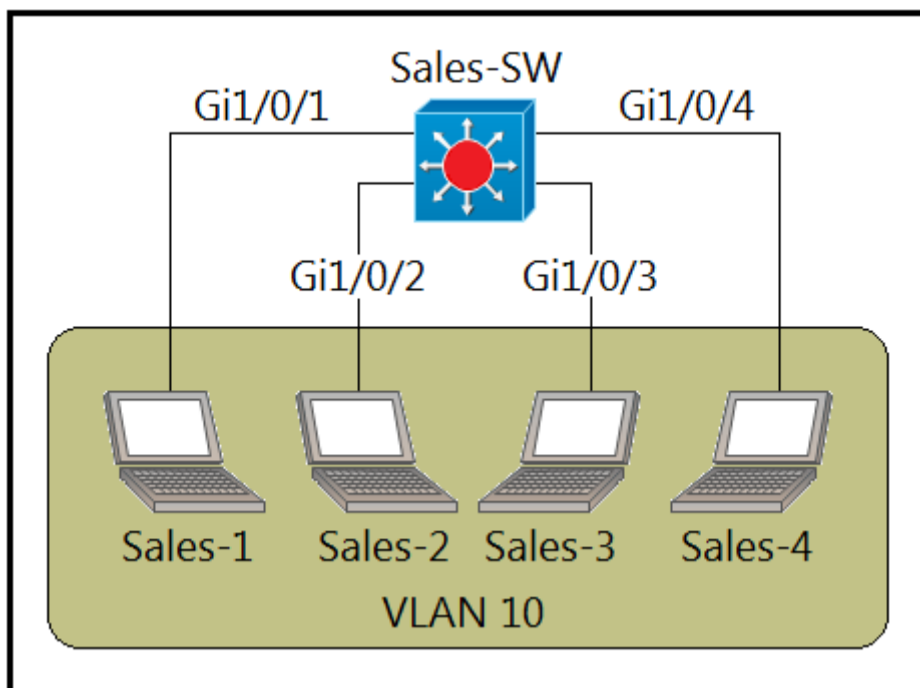 Sales-SW
Gi1/0/1
Gi1/0/4
Gi1/0/2
Gi1/0/3
Sales-1
Sales-2
Sales-3
Sales-4
VLAN 10